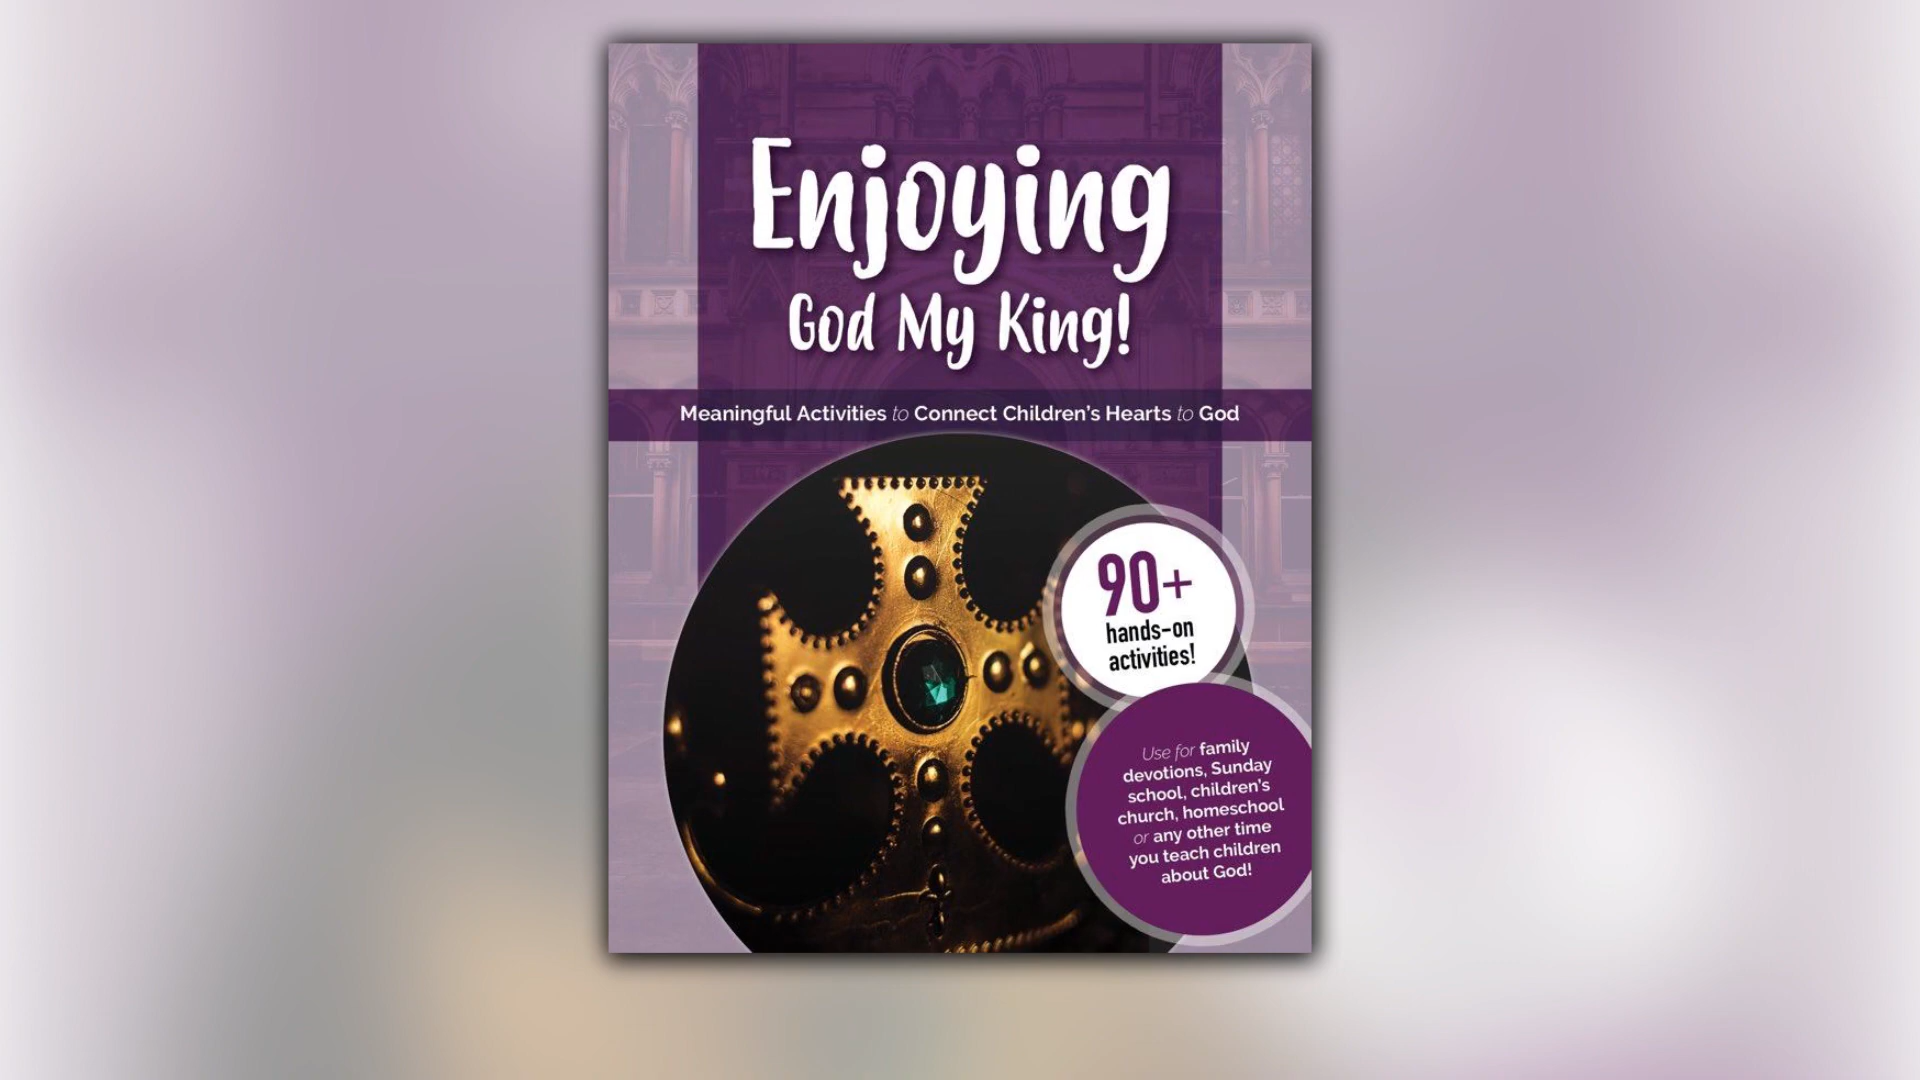 Enjoying
God My King!
Meaningful Activities to Connect Children's Hearts to God
90+
hands-on
activities!
Use for family
devotions, Sunday
school, children's
church, homeschool
or any other time
you teach children
about God!